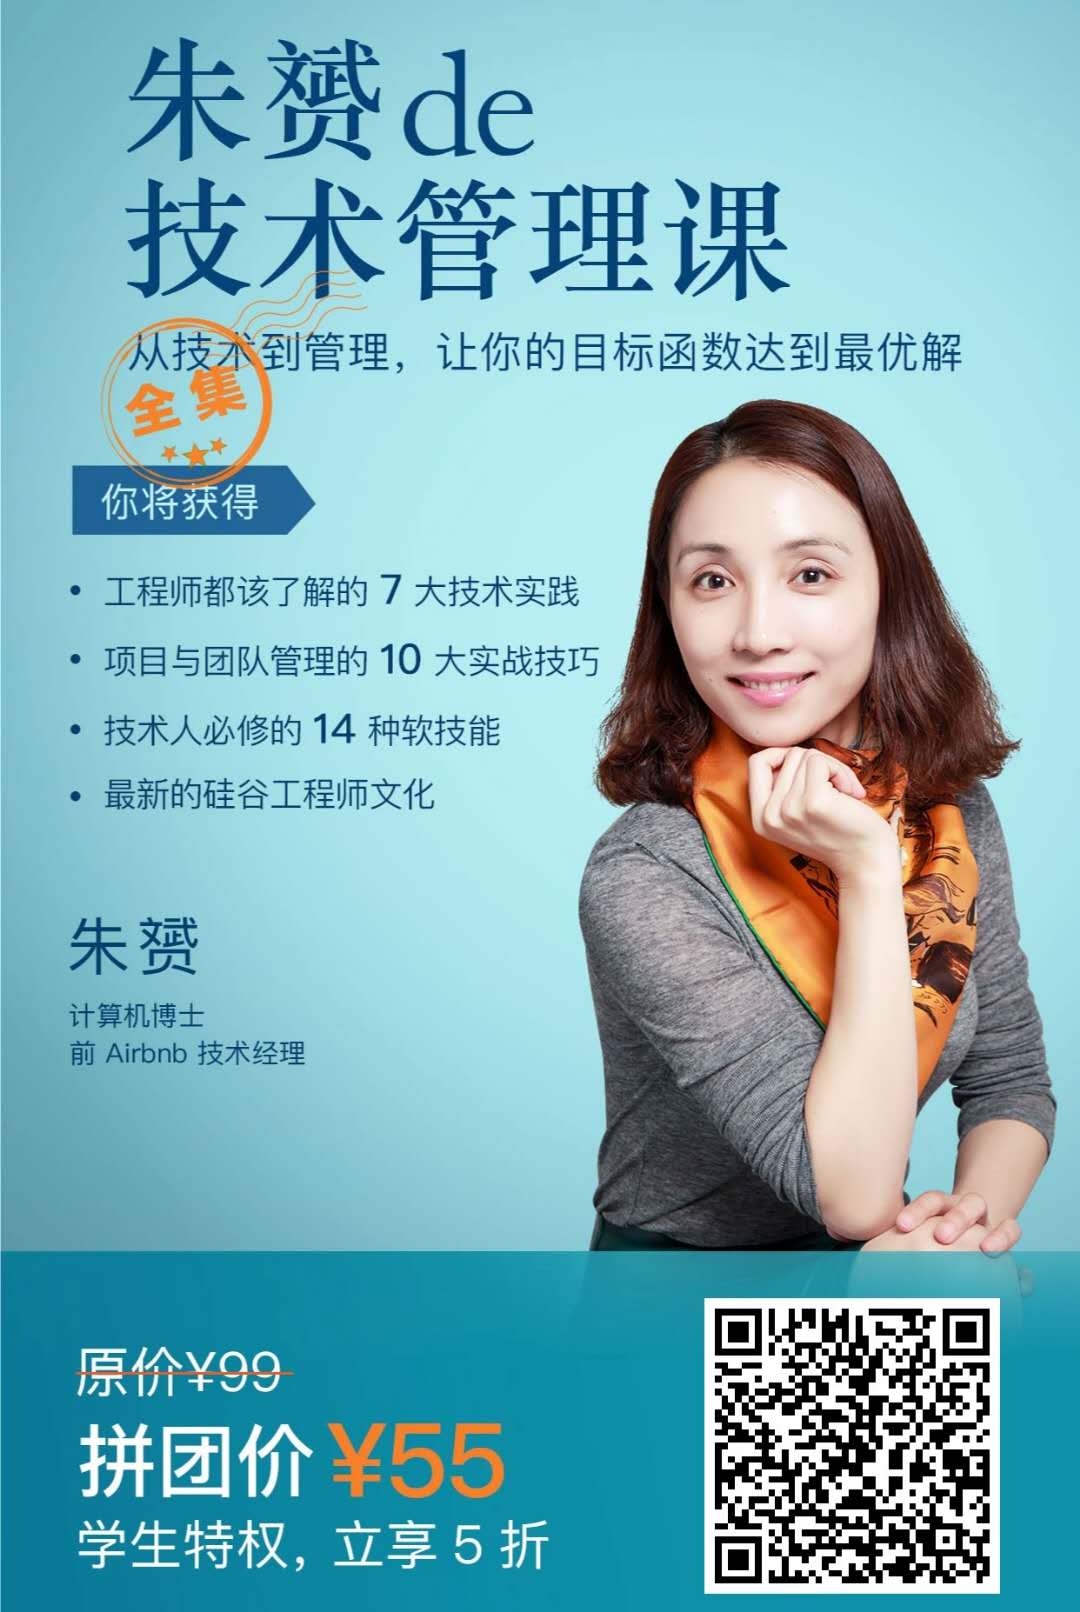 朱赟de
技术管理课
从技术到管理，让你的目标函数达到最优解
全集
你将获得
• 工程师都该了解的 7 大技术实践
• 项目与团队管理的 10 大实战技巧
• 技术人必修的 14 种软技能
• 最新的硅谷工程师文化
朱赟
计算机博士
前 Airbnb 技术经理
原价¥99
拼团价¥55
学生特权，立享 5 折